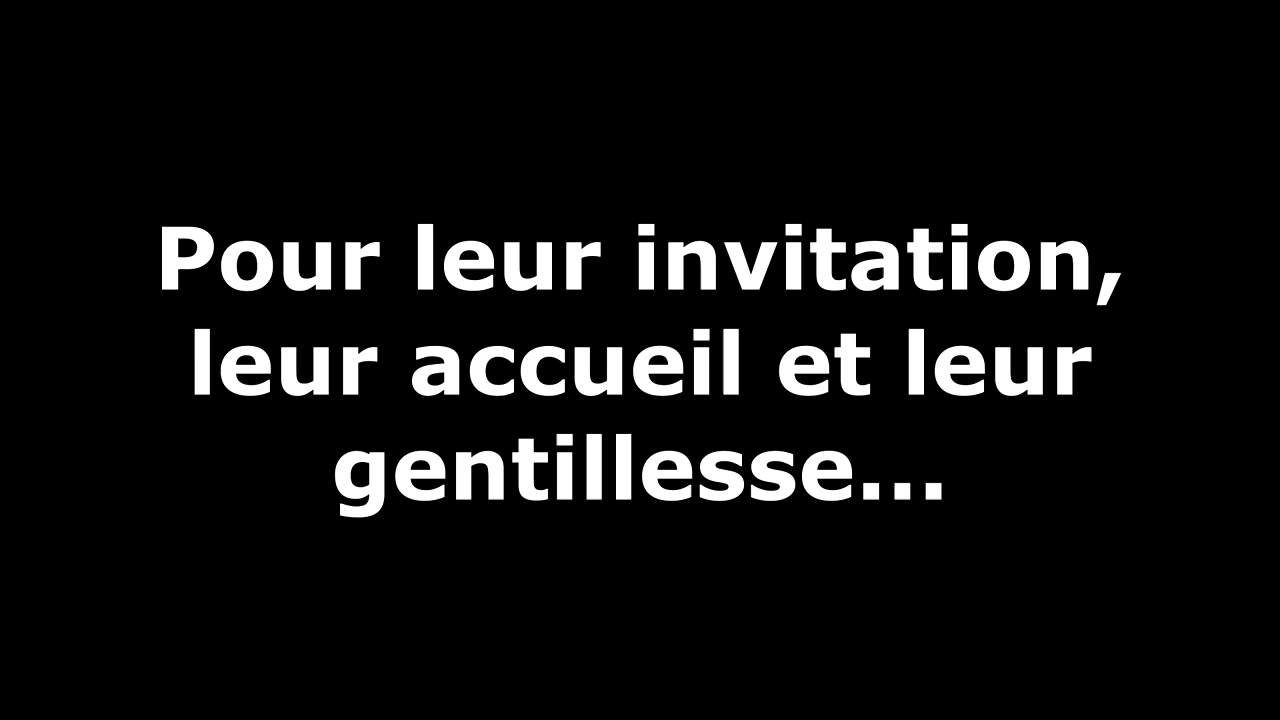 Pour leur invitation,
leur accueil et leur
gentillesse...